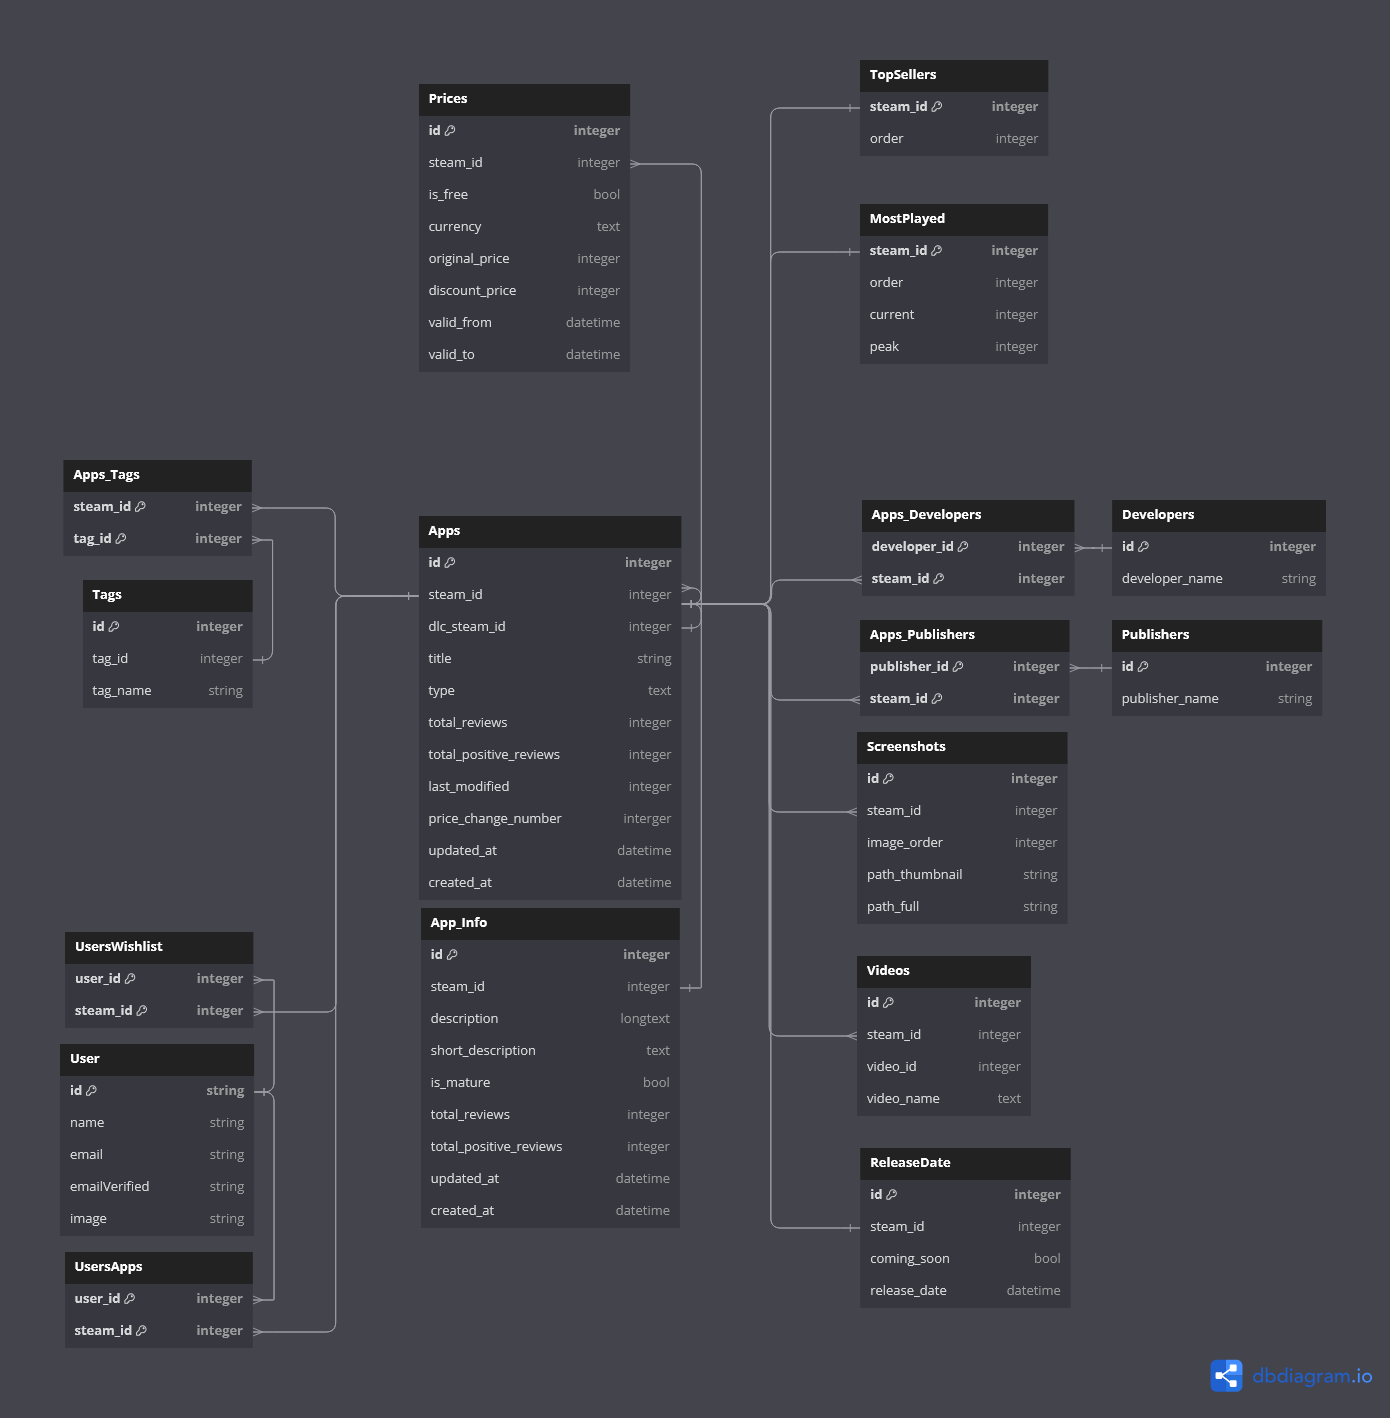 Prices
id integer
steam_id integer
is_free bool
currency text
original_price integer
discount_price integer
valid_from datetime
valid_to datetime
TopSellers
steam_id integer
order integer
MostPlayed
steam_id integer
order integer
current integer
peak integer
Apps_Tags
steam_id integer
tag_id integer
Tags
id integer
tag_id integer
tag_name string
Apps
id integer
steam_id integer
dlc_steam_id integer
title string
type text
total_reviews integer
total_positive_reviews integer
last_modified integer
price_change_number interger
updated_at datetime
created_at datetime
Apps_Developers
developer_id integer
steam_id integer
Developers
id integer
developer_name string
Apps_Publishers
publisher_id integer
steam_id integer
Publishers
id integer
publisher_name string
Screenshots
id integer
steam_id integer
image_order integer
path_thumbnail string
path_full string
UsersWishlist
user_id integer
steam_id integer
User
id string
name string
email string
emailVerified string
image string
UsersApps
user_id integer
steam_id integer
App_Info
id integer
steam_id integer
description longtext
short_description text
is_mature bool
total_reviews integer
total_positive_reviews integer
updated_at datetime
created_at datetime
Videos
id integer
steam_id integer
video_id integer
video_name text
ReleaseDate
id integer
steam_id integer
coming_soon bool
release_date datetime
dbdiagram.io